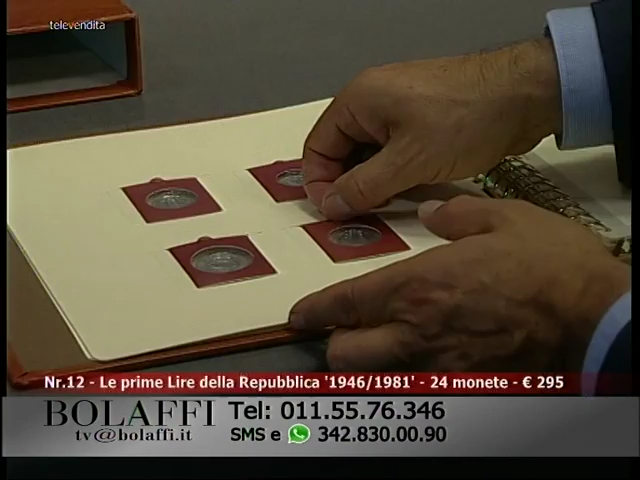 televendita
Nr.12 - Le prime Lire della Repubblica '1946/1981' - 24 monete - € 295
BOLAFFI Tel: 011.55.76.346
tv@bolaffi.it SMS e 342.830.00.90